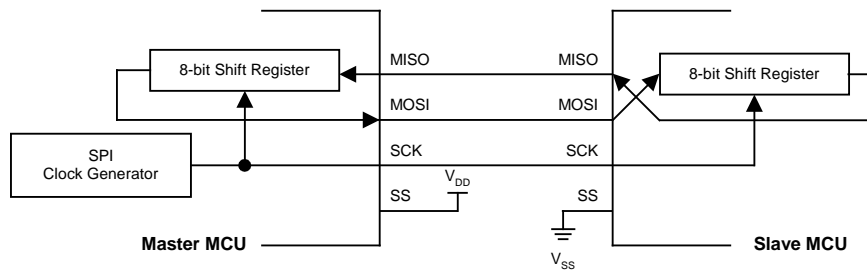 MISO
MISO
8-bit Shift Register
8-bit Shift Register
MOSI
MOSI
SPI
Clock Generator
SCK
SCK
VDD
SS
SS
Master MCU
VSS
Slave MCU